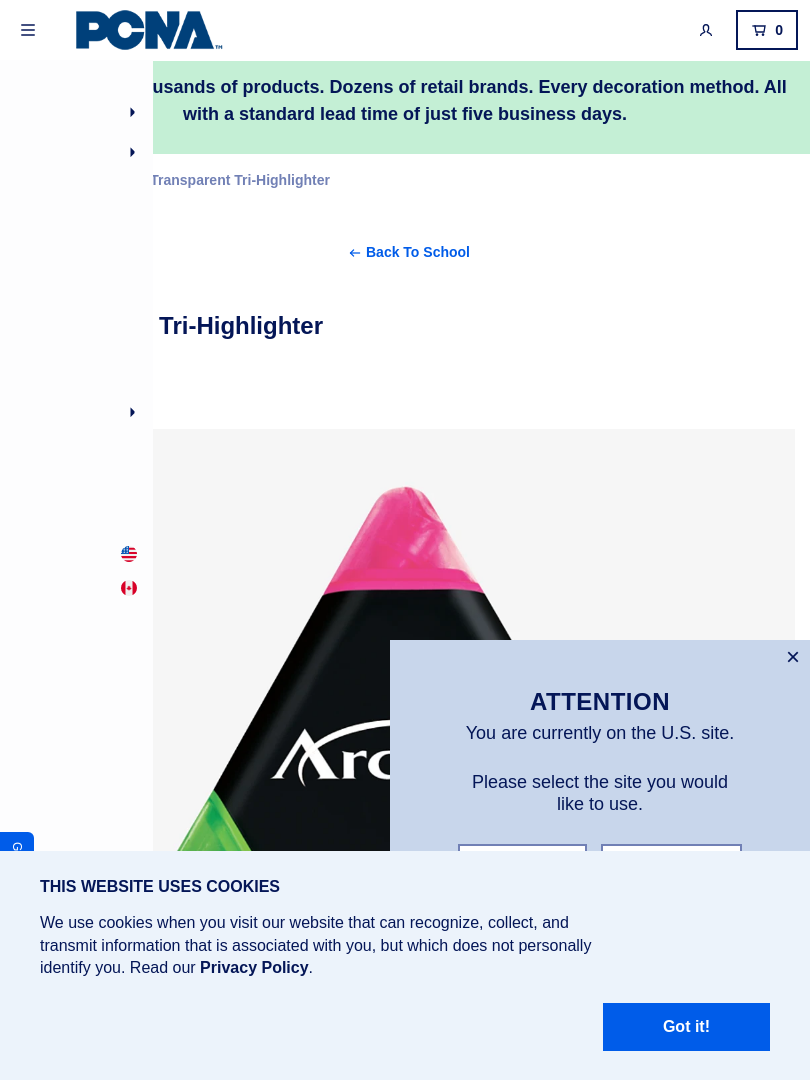 PCNA™
0
usands of products. Dozens of retail brands. Every decoration method. All
with a standard lead time of just five business days.
Transparent Tri-Highlighter
← Back To School
Tri-Highlighter
Arc
×
ATTENTION
You are currently on the U.S. site.
Please select the site you would
like to use.
G
THIS WEBSITE USES COOKIES
We use cookies when you visit our website that can recognize, collect, and
transmit information that is associated with you, but which does not personally
identify you. Read our Privacy Policy.
Got it!